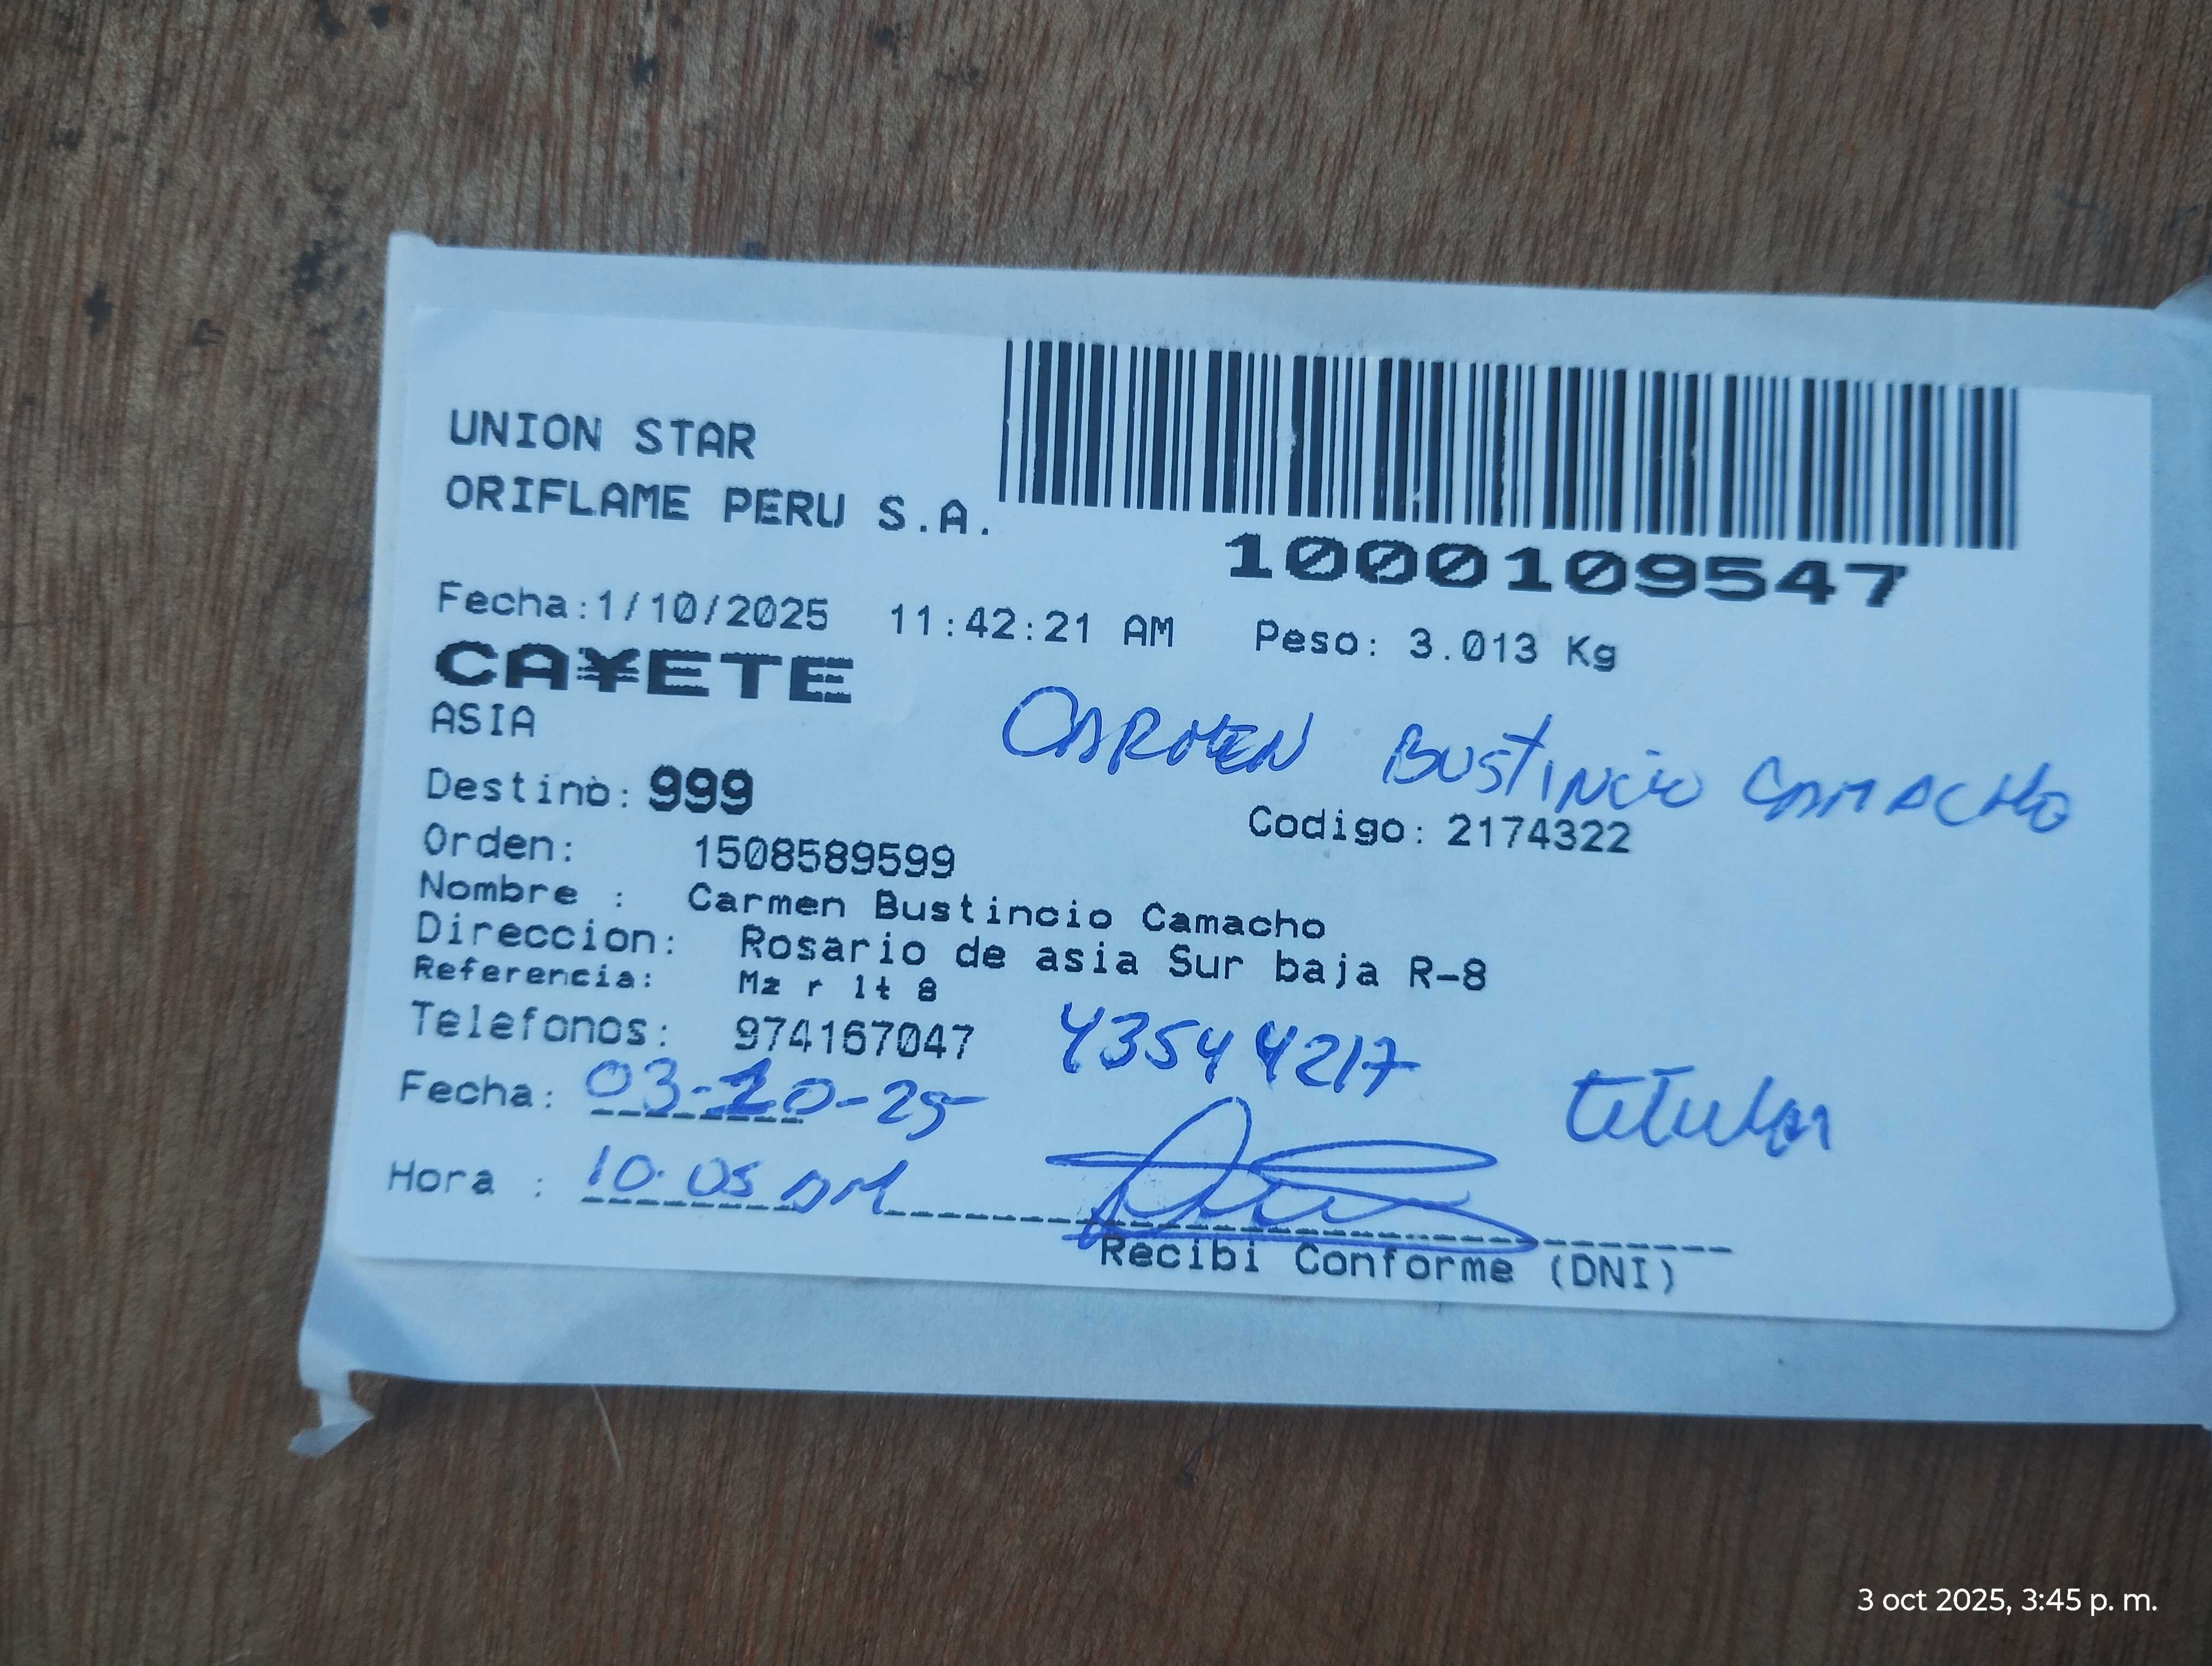 UNION STAR
ORIFLAME PERU S.A.
1000109547
Fecha:1/10/2025 11:42:21 AM Peso: 3.013 Kg
CA¥ETE
ASIA
CARMEN BUSTINCIO CAMACHO
Destino: 999
Codigo: 2174322
Orden: 1508589599
Nombre : Carmen Bustincio Camacho
Direccion: Rosario de asia Sur baja R-8
Referencia: Mz r lt 8
Telefonos: 974167047 43544217
Fecha: 03-10-25 titular
Hora : 10:05 AM
Recibi Conforme (DNI)
3 oct 2025, 3:45 p. m.